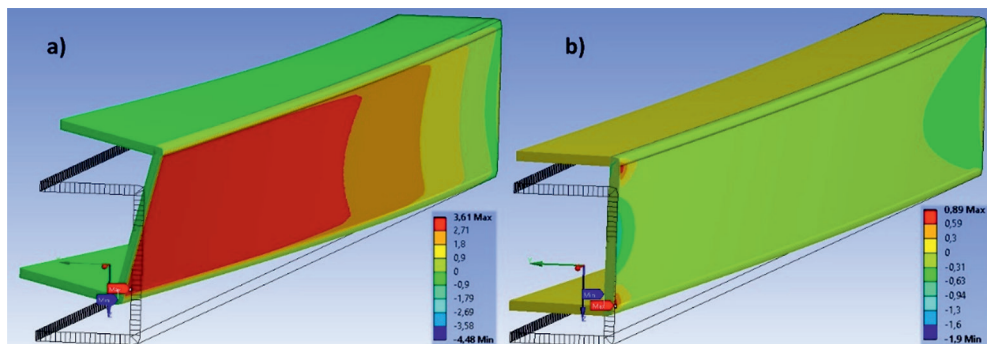 a)
3,61 Max
2,71
1,8
0,9
0
-0,9
-1,79
-2,69
-3,58
-4,48 Min
b)
Min
0,89 Max
0,59
0,3
0
-0,31
-0,63
-0,94
-1,3
-1,6
-1,9 Min